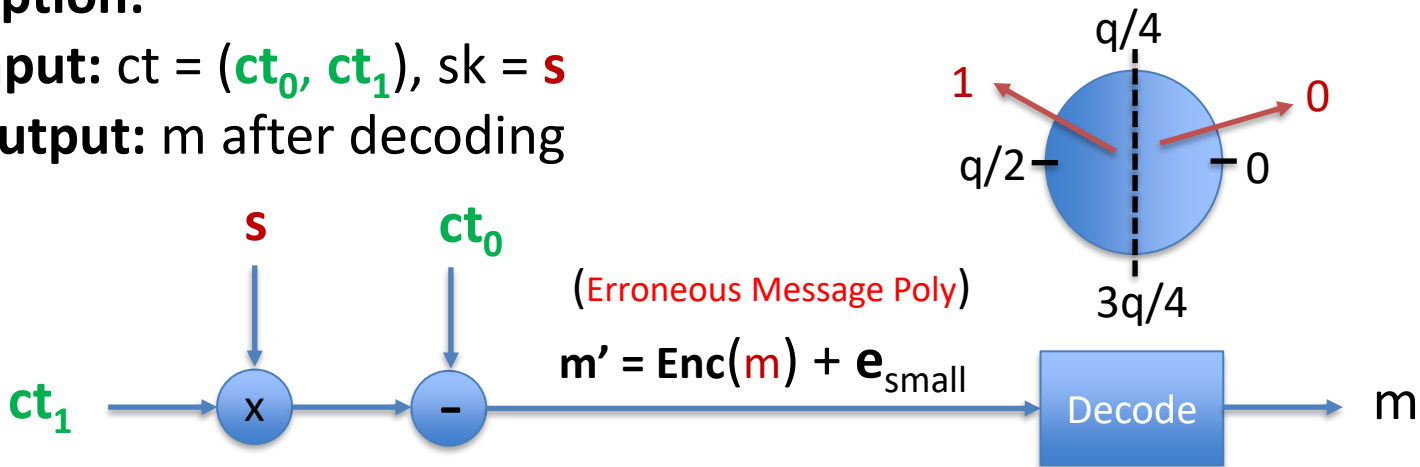 ption:
put: ct = (ct₀, ct₁), sk = s
utput: m after decoding
q/4
1
0
q/2
0
3q/4
s
ct₀
(Erroneous Message Poly)
m’ = Enc(m) + e_small
ct₁
x
-
Decode
m